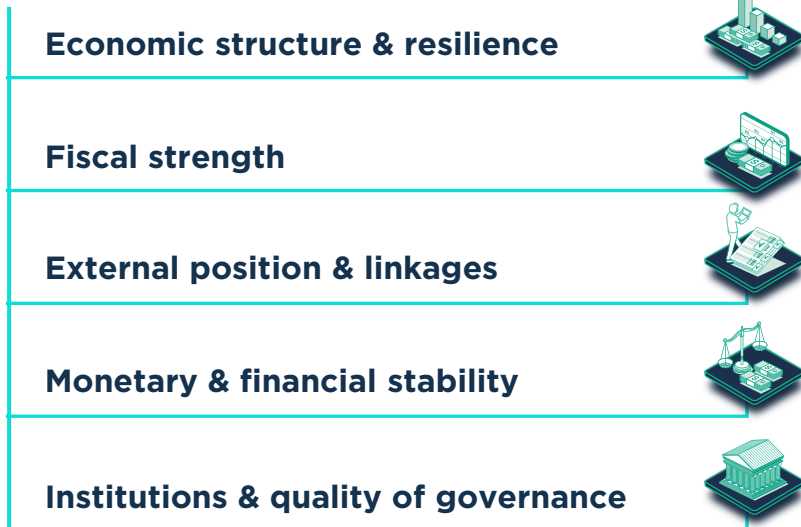 Economic structure & resilience
Fiscal strength
External position & linkages
Monetary & financial stability
Institutions & quality of governance